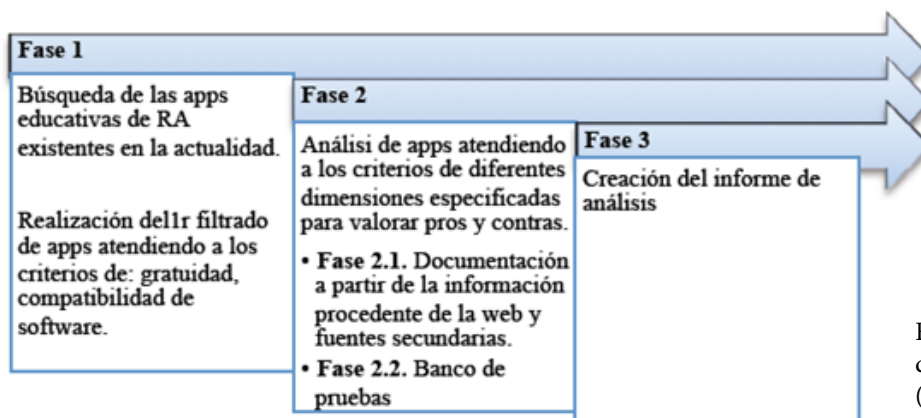 Fase 1
Búsqueda de las apps
educativas de RA
existentes en la actualidad.
Realización del1r filtrado
de apps atendiendo a los
criterios de: gratuidad,
compatibilidad de
software.
Fase 2
Análisi de apps atendiendo
a los criterios de diferentes
dimensiones especificadas
para valorar pros y contras.
• Fase 2.1. Documentación
a partir de la información
procedente de la web y
fuentes secundarias.
• Fase 2.2. Banco de
pruebas
Fase 3
Creación del informe de
análisis